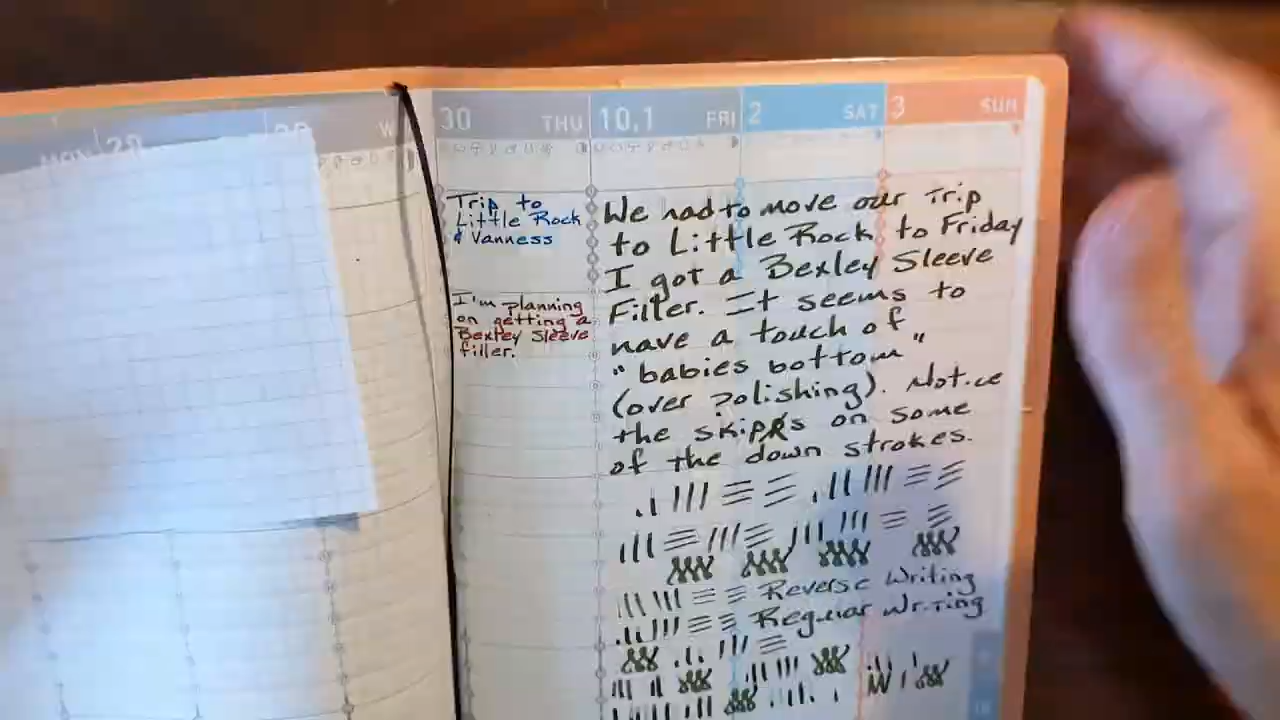 MON 29
30 THU 10.1 FRI 2 SAT 3 SUN
Trip to
Little Rock
& Vanness
I'm planning
on getting a
Bexley Sleeve
filler.
We had to move our Trip
to Little Rock to Friday
I got a Bexley Sleeve
Filler. It seems to
have a touch of
"babies bottom"
(over polishing). Notice
the skips on some
of the down strokes.
Reverse Writing
Regular Writing